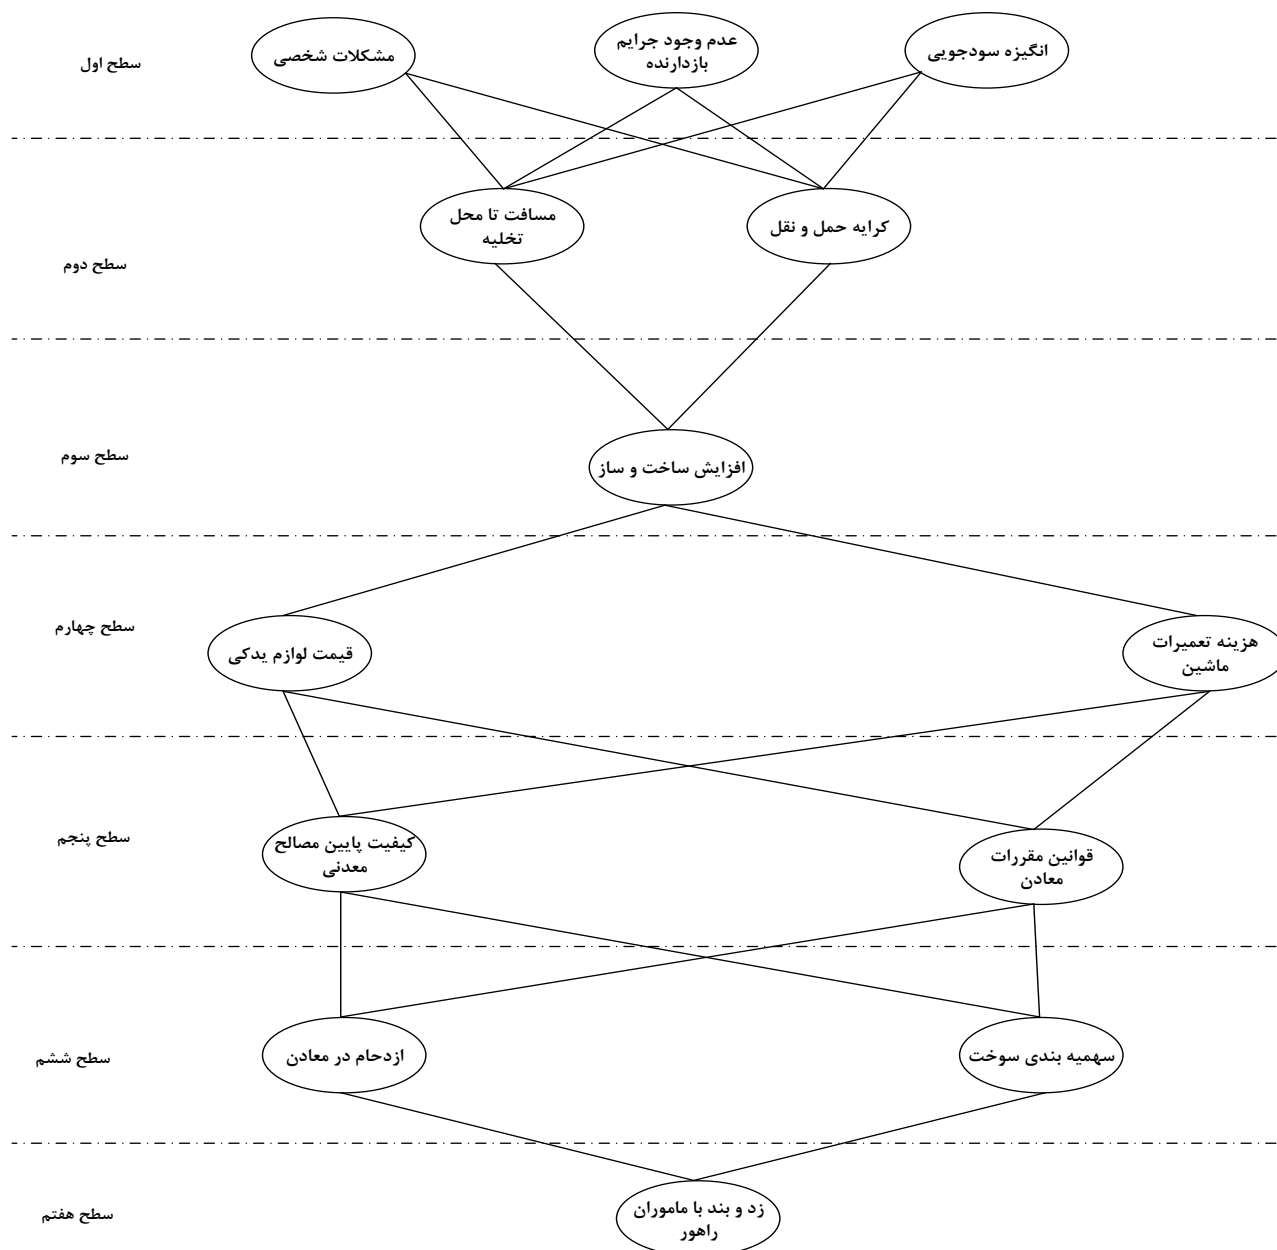 انگیزه سودجویی
عدم وجود جرایم
بازدارنده
مشکلات شخصی
سطح اول
کرایه حمل و نقل
مسافت تا محل
تخلیه
سطح دوم
افزایش ساخت و ساز
سطح سوم
هزینه تعمیرات
ماشین
قیمت لوازم یدکی
سطح چهارم
قوانین مقررات
معادن
کیفیت پایین مصالح
معدنی
سطح پنجم
سهمیه بندی سوخت
ازدحام در معادن
سطح ششم
زد و بند با ماموران
راهور
سطح هفتم